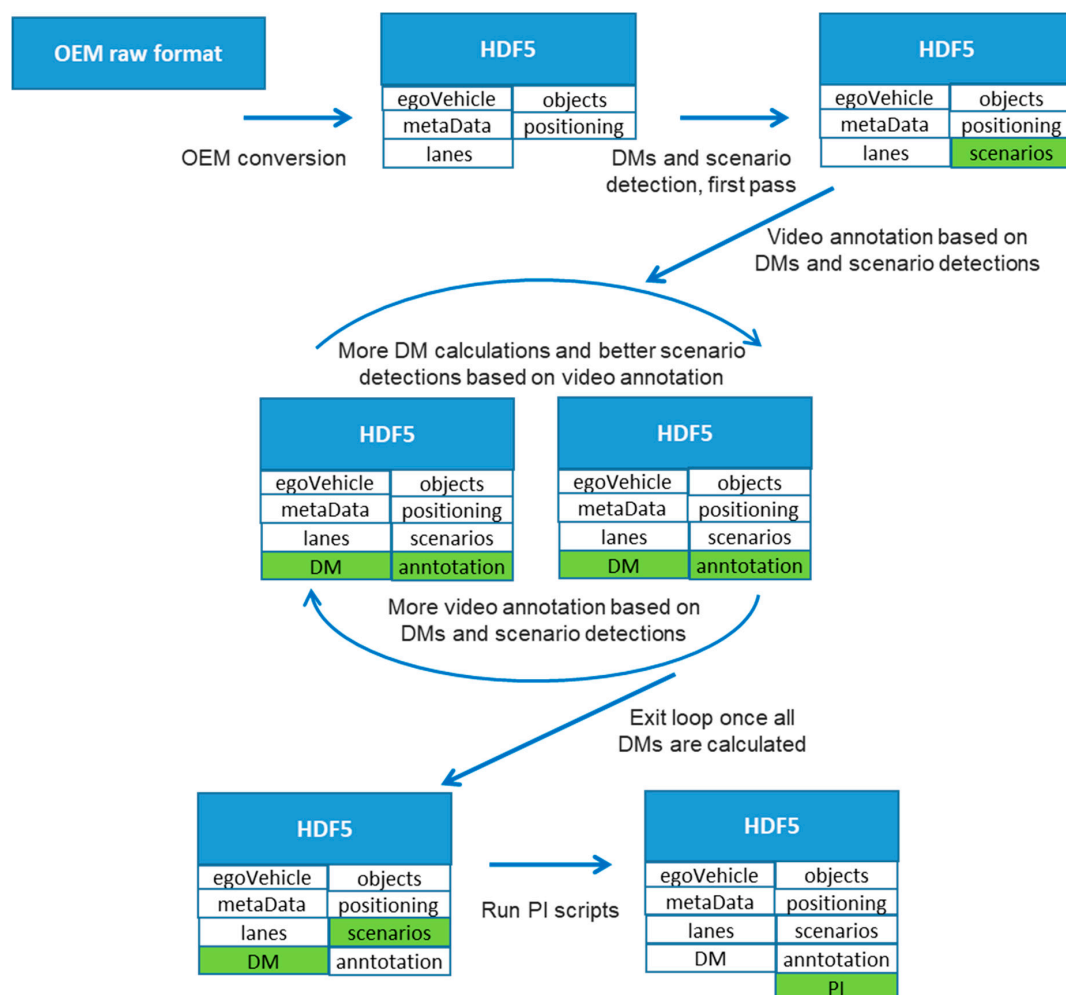 OEM raw format
HDF5
egoVehicle objects
metaData positioning
lanes
HDF5
egoVehicle objects
metaData positioning
lanes scenarios
OEM conversion
DMs and scenario
detection, first pass
Video annotation based on
DMs and scenario detections
More DM calculations and better scenario
detections based on video annotation
HDF5
egoVehicle objects
metaData positioning
lanes scenarios
DM anntotation
HDF5
egoVehicle objects
metaData positioning
lanes scenarios
DM anntotation
More video annotation based on
DMs and scenario detections
Exit loop once all
DMs are calculated
HDF5
egoVehicle objects
metaData positioning
lanes scenarios
DM anntotation
Run PI scripts
HDF5
egoVehicle objects
metaData positioning
lanes scenarios
DM anntotation
PI